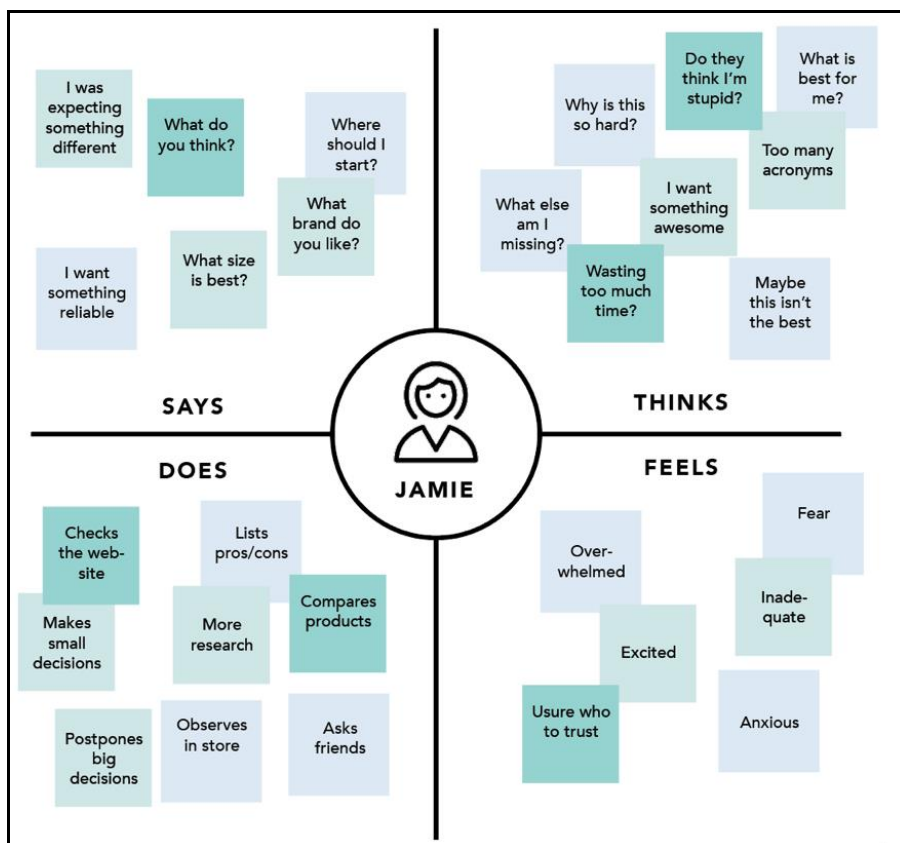 I was
expecting
something
different
What do
you think?
Where
should I
start?
What
brand do
you like?
What size
is best?
I want
something
reliable
SAYS
Do they
think I'm
stupid?
What is
best for
me?
Why is this
so hard?
Too many
acronyms
I want
something
awesome
What else
am I
missing?
Wasting
too much
time?
Maybe
this isn't
the best
THINKS
JAMIE
DOES
Checks
the web-
site
Lists
pros/cons
Compares
products
Makes
small
decisions
More
research
Postpones
big
decisions
Observes
in store
Asks
friends
FEELS
Fear
Over-
whelmed
Inade-
quate
Excited
Usure who
to trust
Anxious